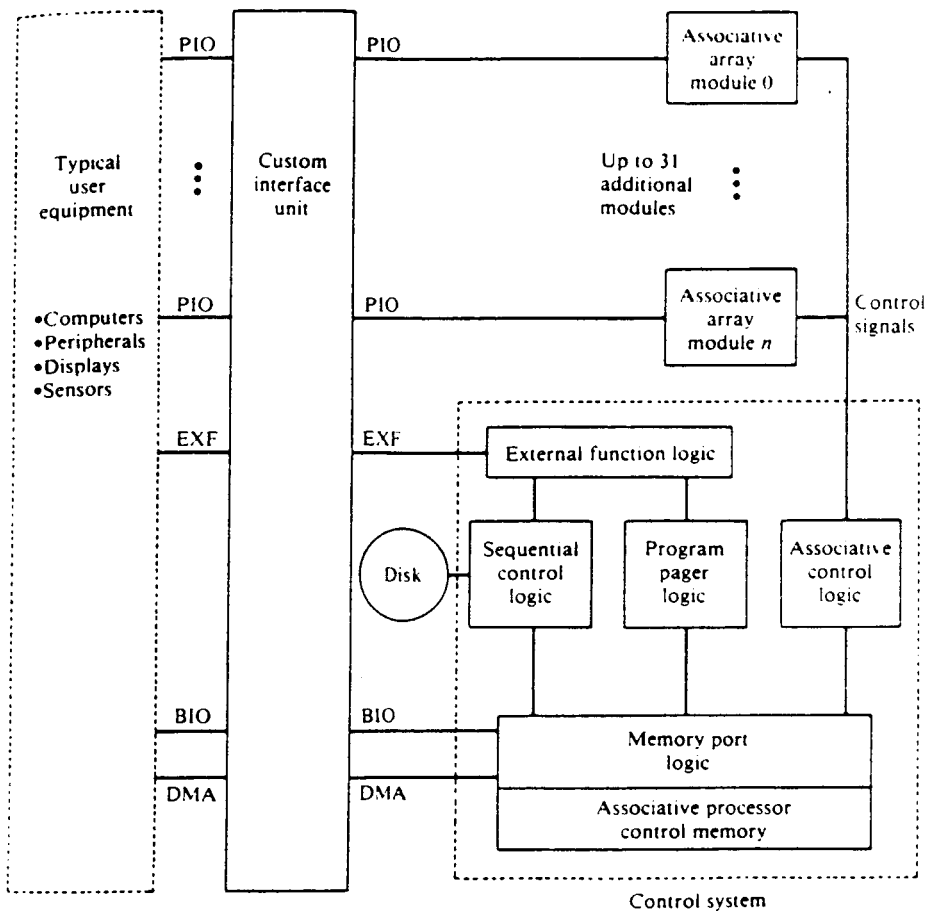 PIO
PIO
Associative
array
module 0
Typical
user
equipment
Custom
interface
unit
Up to 31
additional
modules
PIO
PIO
Associative
array
module n
Control
signals
•Computers
•Peripherals
•Displays
•Sensors
EXF
EXF
External function logic
Disk
Sequential
control
logic
Program
pager
logic
Associative
control
logic
BIO
BIO
Memory port
logic
DMA
DMA
Associative processor
control memory
Control system